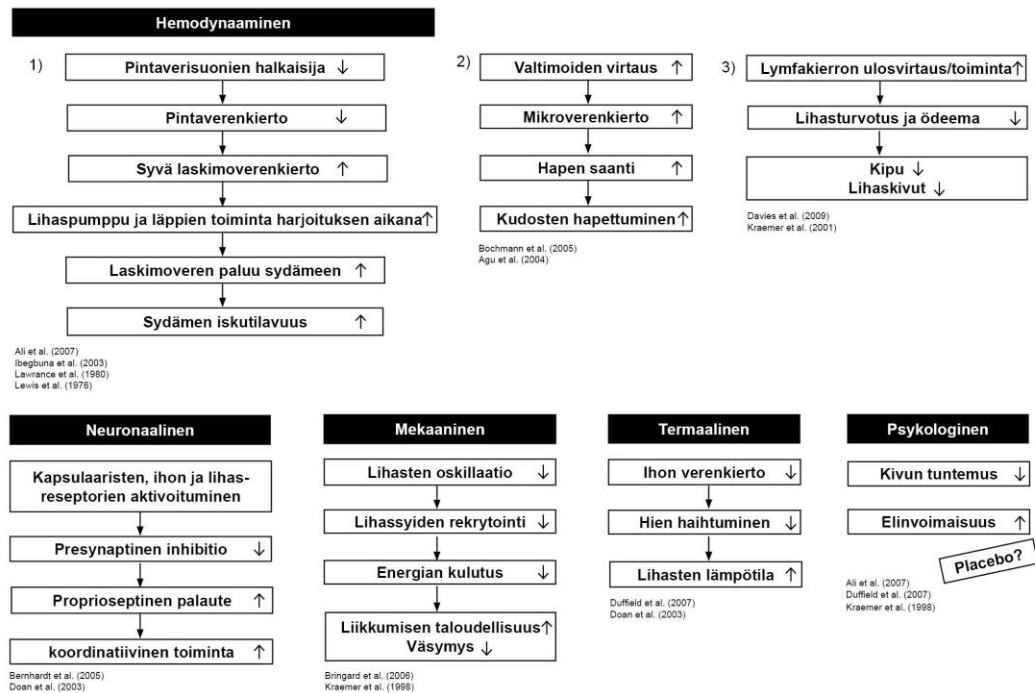 Hemodynaaminen
1)
Pintaverisuonien halkaisija ↓
Pintaverenkierto ↓
Syvä laskimoverenkierto ↑
Lihaspumppu ja läppien toiminta harjoituksen aikana↑
Laskimoveren paluu sydämeen ↑
Sydämen iskutilavuus ↑
Ali et al. (2007)
Ibegbuna et al. (2003)
Lawrance et al. (1980)
Lewis et al. (1976)
2)
Valtimoiden virtaus ↑
Mikroverenkierto ↑
Hapen saanti ↑
Kudosten hapettuminen ↑
Bochmann et al. (2005)
Agu et al. (2004)
3)
Lymfakierron ulosvirtaus/toiminta↑
Lihasturvotus ja ödeema ↓
Kipu ↓
Lihaskivut ↓
Davies et al. (2009)
Kraemer et al. (2001)
Neuronaalinen
Kapsulaaristen, ihon ja lihas-
reseptorien aktivoituminen
Presynaptinen inhibitio ↓
Proprioseptinen palaute ↑
koordinatiivinen toiminta ↑
Bernhardt et al. (2005)
Doan et al. (2003)
Mekaaninen
Lihasten oskillaatio ↓
Lihassyiden rekrytointi ↓
Energian kulutus ↓
Liikkumisen taloudellisuus↑
Väsymys ↓
Bringard et al. (2006)
Kraemer et al. (1998)
Termaalinen
Ihon verenkierto ↓
Hien haihtuminen ↓
Lihasten lämpötila ↑
Duffield et al. (2007)
Doan et al. (2003)
Psykologinen
Kivun tuntemus ↓
Elinvoimaisuus ↑
Placebo?
Ali et al. (2007)
Duffield et al. (2007)
Kraemer et al. (1998)